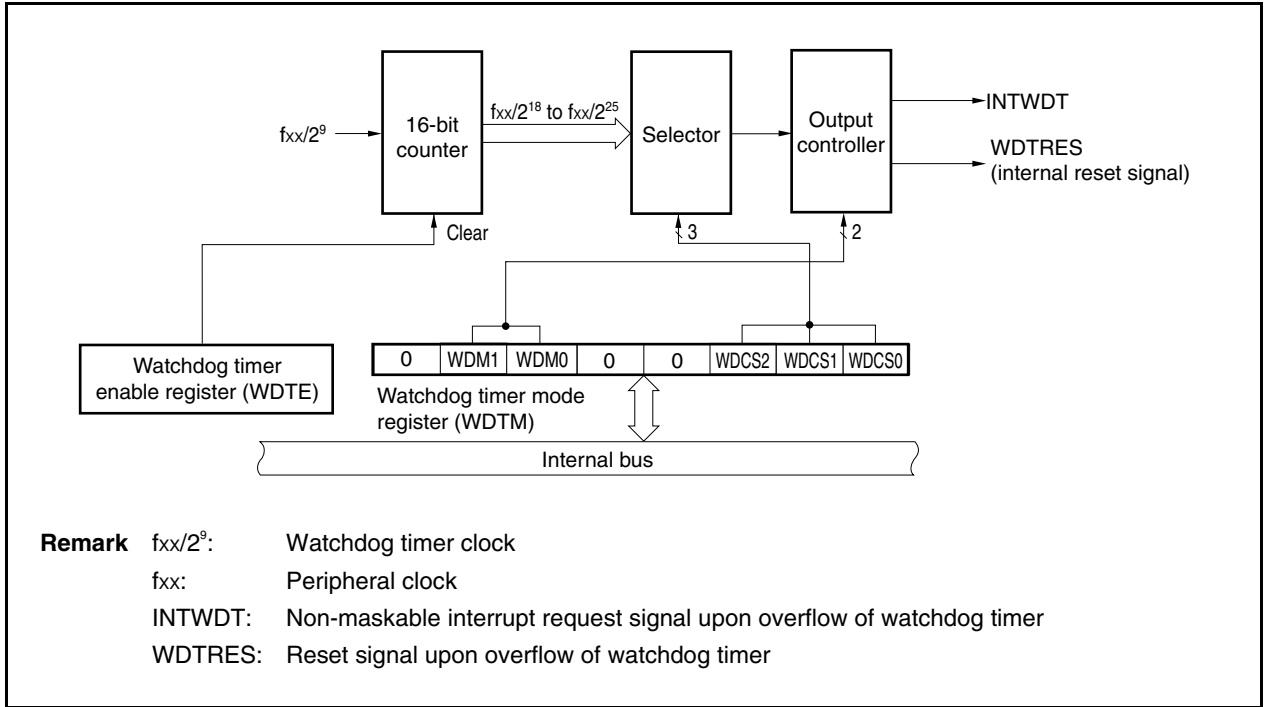 fxx/2⁹
16-bit
counter
fxx/2¹⁸ to fxx/2²⁵
Selector
Output
controller
INTWDT
WDTRES
(internal reset signal)
Clear
3
2
Watchdog timer
enable register (WDTE)
0 WDM1 WDM0 0 0 WDCS2 WDCS1 WDCS0
Watchdog timer mode
register (WDTM)
Internal bus
Remark fxx/2⁹: Watchdog timer clock
fxx: Peripheral clock
INTWDT: Non-maskable interrupt request signal upon overflow of watchdog timer
WDTRES: Reset signal upon overflow of watchdog timer